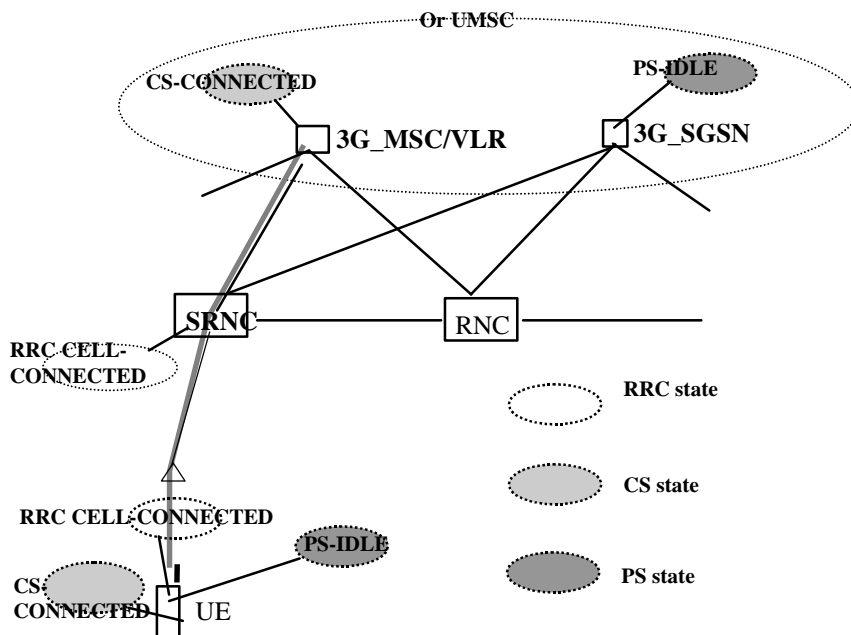 Or UMSC
CS-CONNECTED
PS-IDLE
3G_MSC/VLR
3G_SGSN
SRNC
RNC
RRC CELL-
CONNECTED
RRC state
CS state
RRC CELL-CONNECTED
PS-IDLE
PS state
CS-
CONNECTED
UE